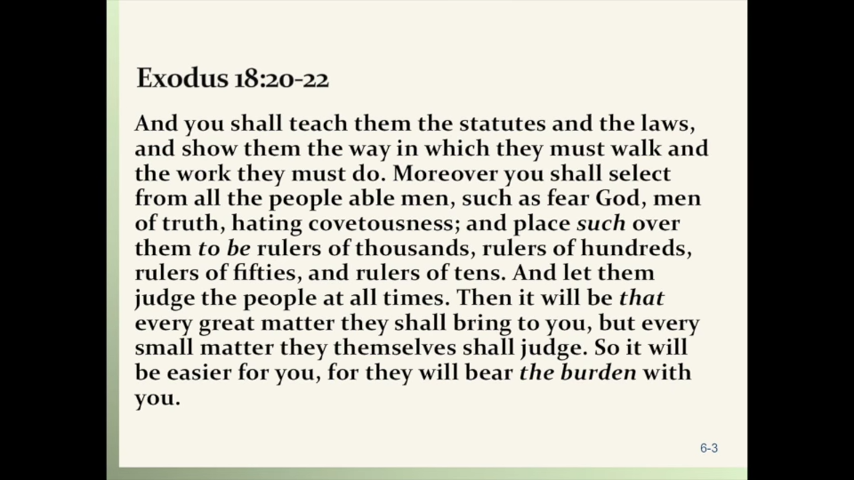 Exodus 18:20-22
And you shall teach them the statutes and the laws,
and show them the way in which they must walk and
the work they must do. Moreover you shall select
from all the people able men, such as fear God, men
of truth, hating covetousness; and place such over
them to be rulers of thousands, rulers of hundreds,
rulers of fifties, and rulers of tens. And let them
judge the people at all times. Then it will be that
every great matter they shall bring to you, but every
small matter they themselves shall judge. So it will
be easier for you, for they will bear the burden with
you.
6-3